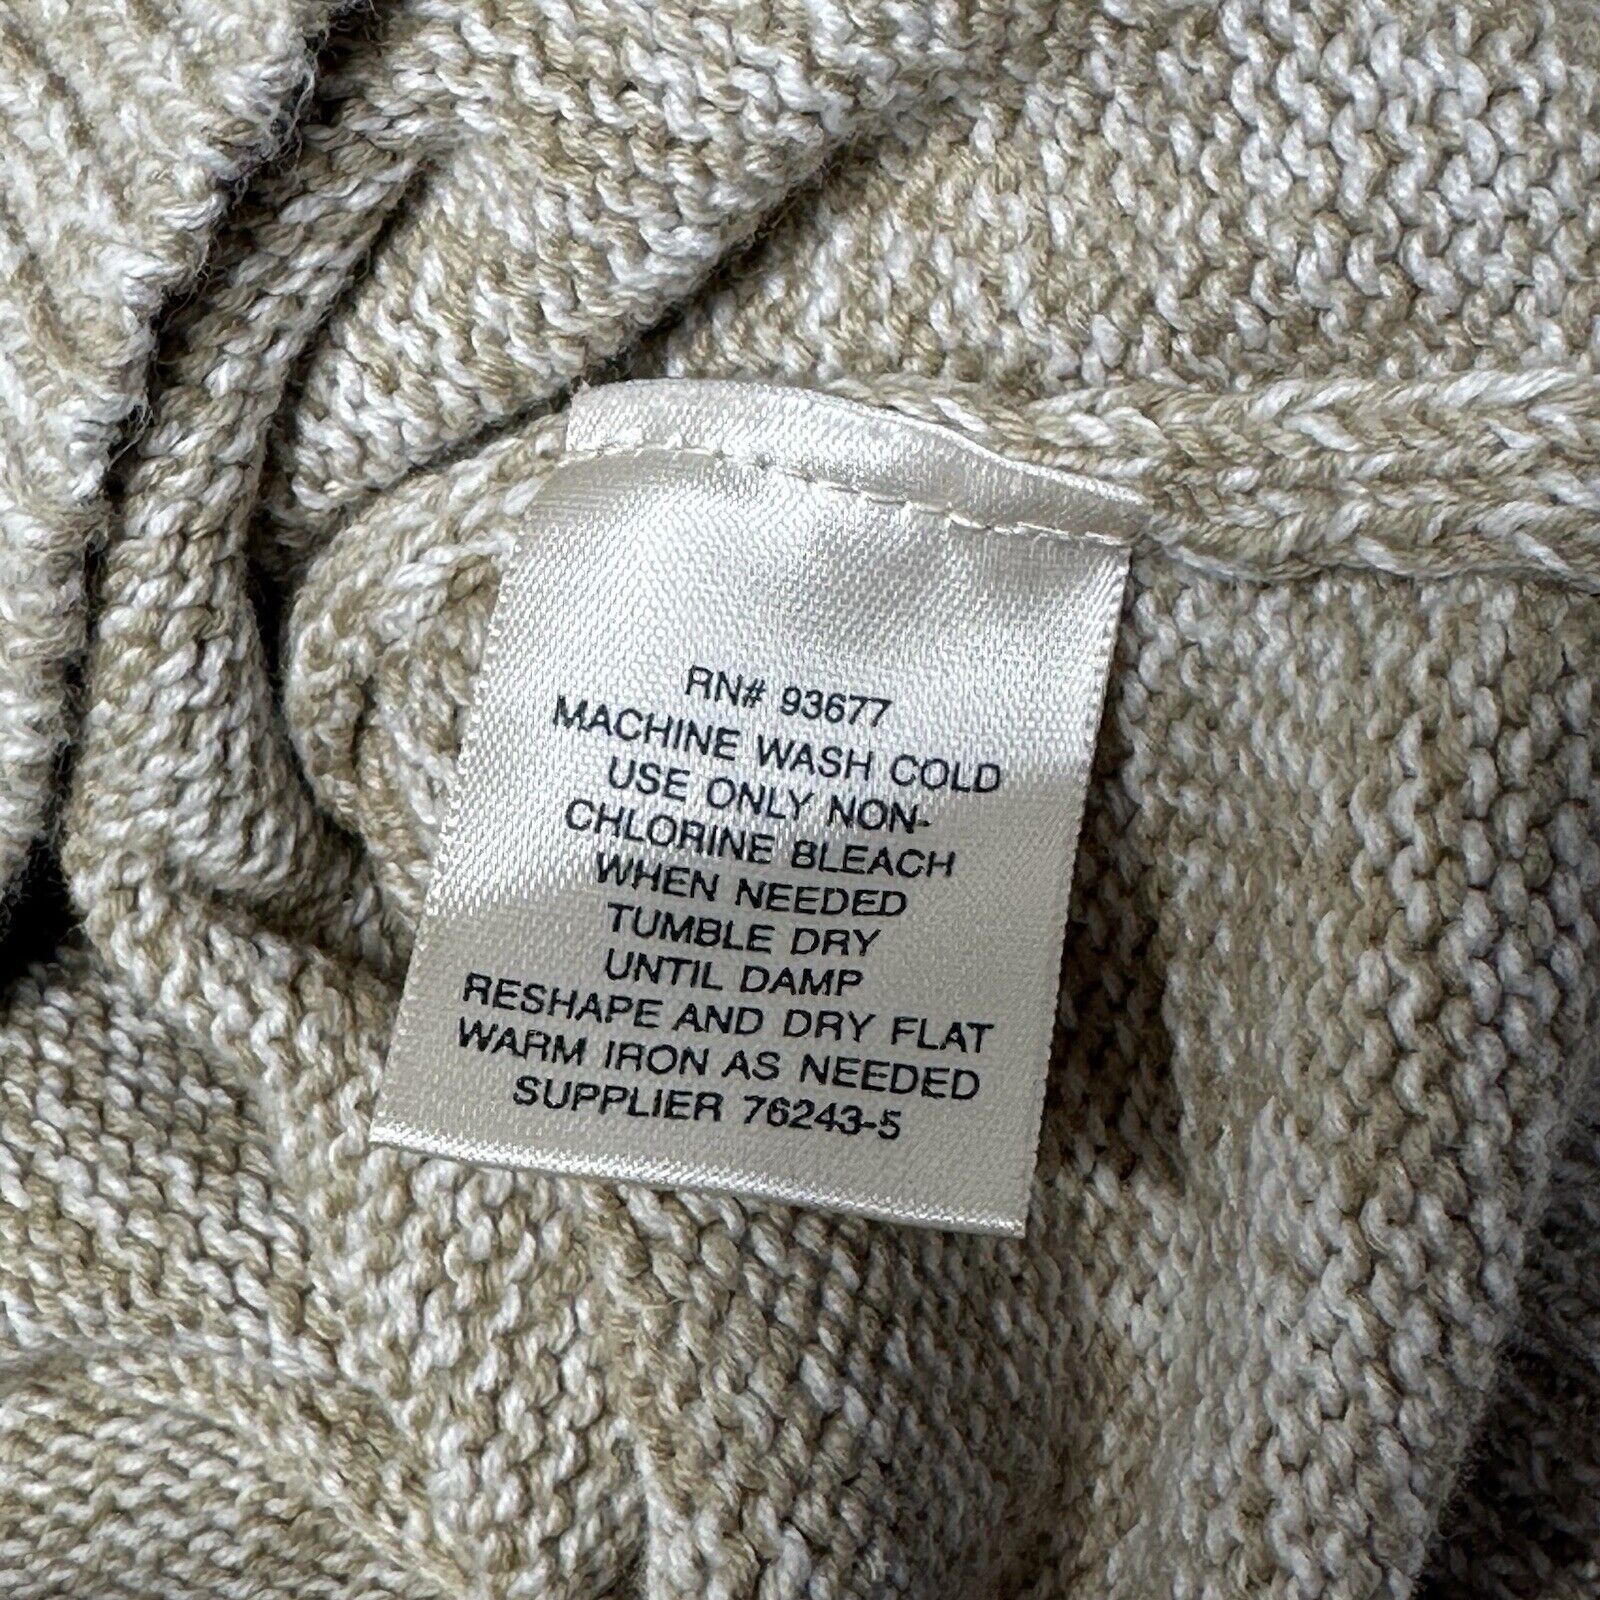 RN# 93677
MACHINE WASH COLD
USE ONLY NON-
CHLORINE BLEACH
WHEN NEEDED
TUMBLE DRY
UNTIL DAMP
RESHAPE AND DRY FLAT
WARM IRON AS NEEDED
SUPPLIER 76243-5